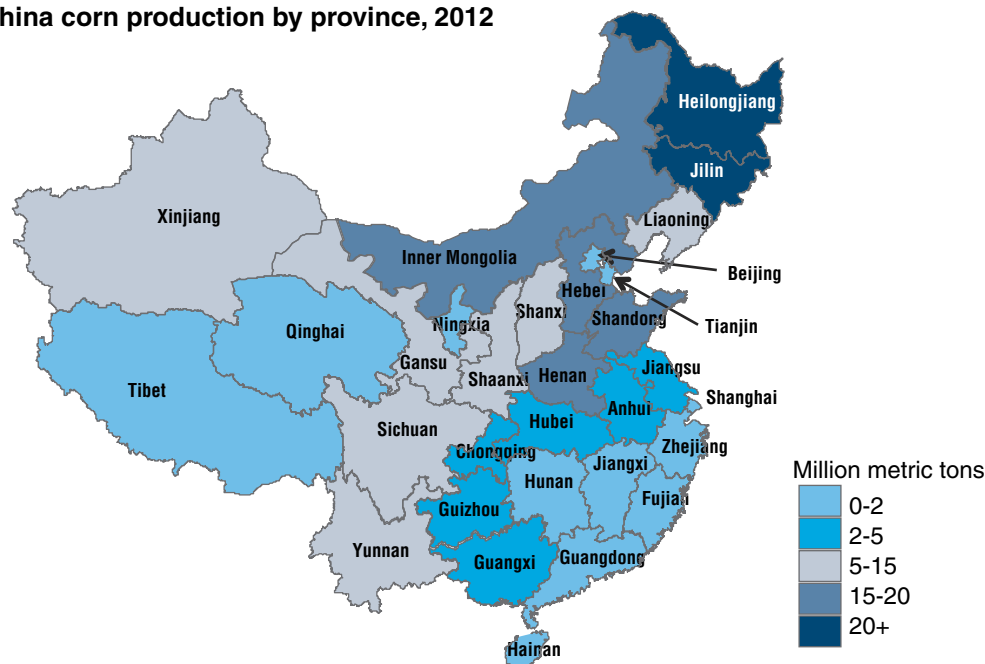 hina corn production by province, 2012
Heilongjiang
Jilin
Xinjiang
Liaoning
Inner Mongolia
Beijing
Hebei
Shanxi
Shandong
Tianjin
Ningxia
Qinghai
Gansu
Shaanxi
Henan
Jiangsu
Tibet
Shanghai
Anhui
Hubei
Sichuan
Chongqing
Zhejiang
Jiangxi
Hunan
Fujian
Guizhou
Yunnan
Guangxi
Guangdong
Hainan
Million metric tons
0-2
2-5
5-15
15-20
20+